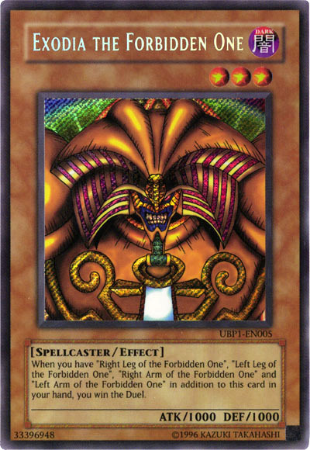 Exodia the Forbidden One
DARK
闇
UBP1-EN005
[Spellcaster/Effect]
When you have "Right Leg of the Forbidden One", "Left Leg of
the Forbidden One", "Right Arm of the Forbidden One" and
"Left Arm of the Forbidden One" in addition to this card in
your hand, you win the Duel.
ATK/1000 DEF/1000
33396948
©1996 KAZUKI TAKAHASHI